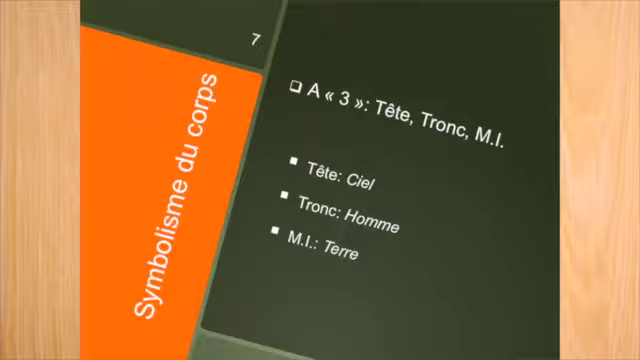 7
Symbolisme du corps
A « 3 »: Tête, Tronc, M.I.
Tête: Ciel
Tronc: Homme
M.I.: Terre